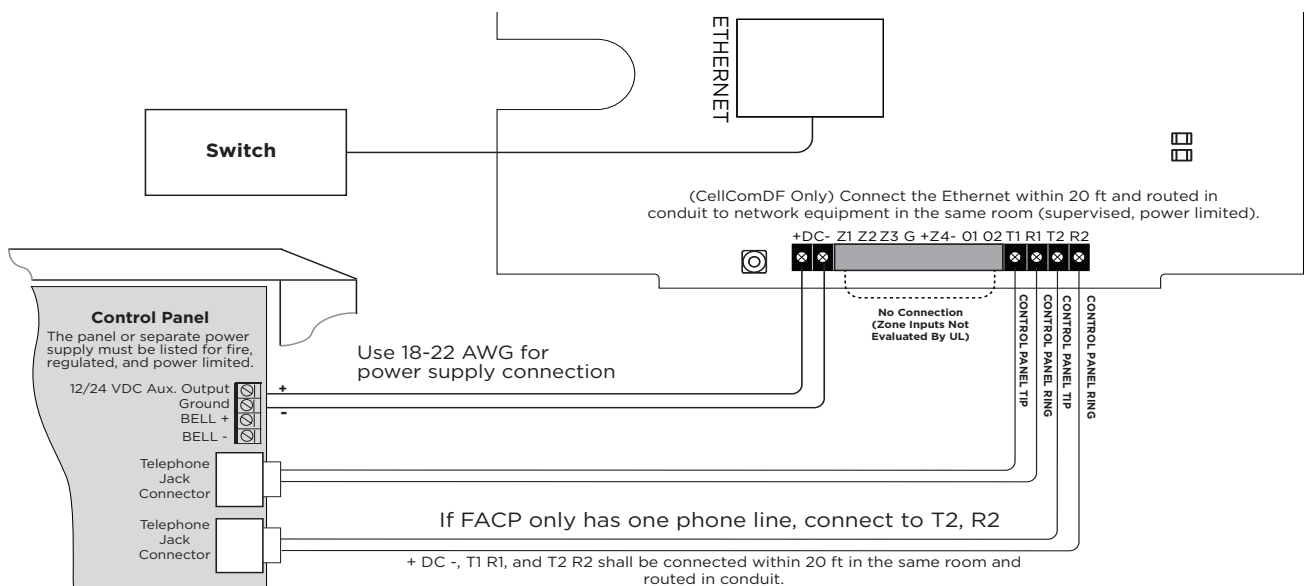 ETHERNET
Switch
(CellComDF Only) Connect the Ethernet within 20 ft and routed in
conduit to network equipment in the same room (supervised, power limited).
+DC- Z1 Z2 Z3 G +Z4- O1 O2 T1 R1 T2 R2
No Connection
(Zone Inputs Not
Evaluated By UL)
CONTROL PANEL TIP
CONTROL PANEL RING
CONTROL PANEL TIP
CONTROL PANEL RING
Control Panel
The panel or separate power
supply must be listed for fire,
regulated, and power limited.
Use 18-22 AWG for
power supply connection
12/24 VDC Aux. Output +
Ground -
BELL +
BELL -
Telephone
Jack
Connector
Telephone
Jack
Connector
If FACP only has one phone line, connect to T2, R2
+ DC -, T1 R1, and T2 R2 shall be connected within 20 ft in the same room and
routed in conduit.